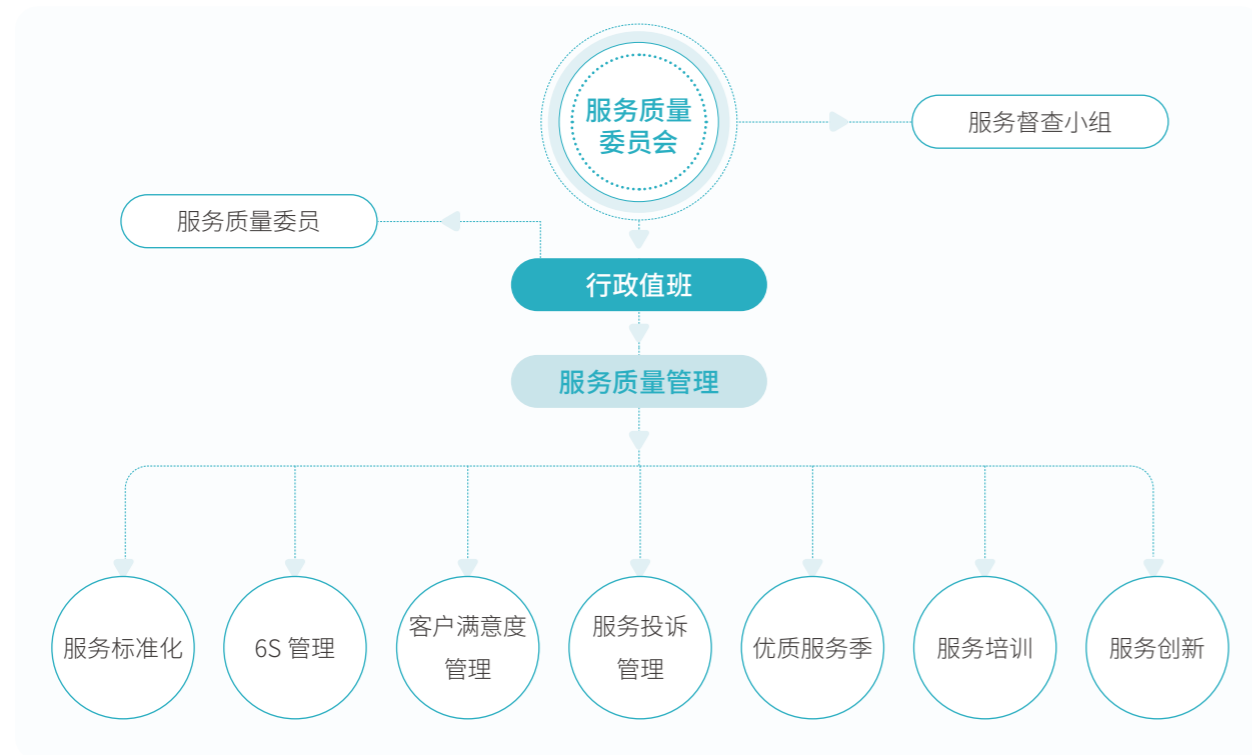 服务质量
委员会
服务督查小组
服务质量委员
行政值班
服务质量管理
服务标准化
6S 管理
客户满意度
管理
服务投诉
管理
优质服务季
服务培训
服务创新